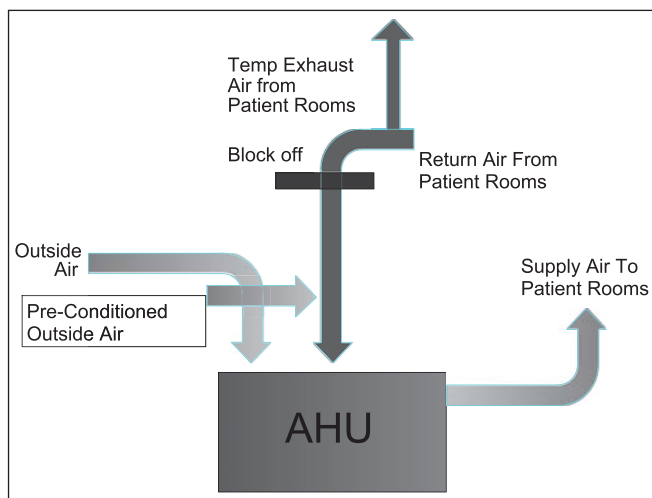 Temp Exhaust
Air from
Patient Rooms
Block off
Return Air From
Patient Rooms
Outside
Air
Supply Air To
Patient Rooms
Pre-Conditioned
Outside Air
AHU